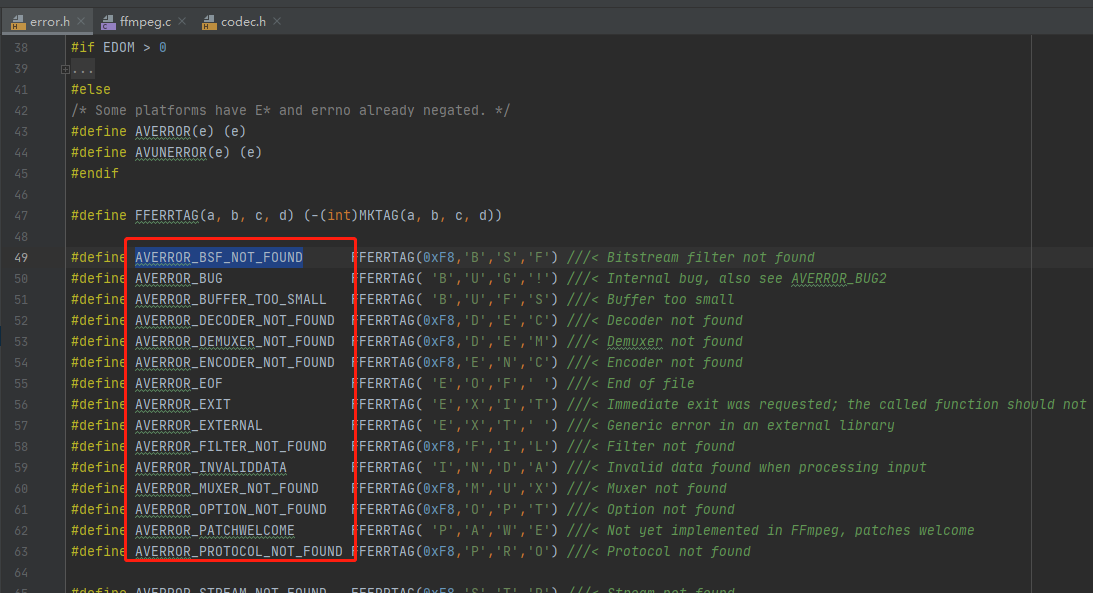 error.h ffmpeg.c codec.h
38 #if EDOM > 0
39 ...
41 #else
42 /* Some platforms have E* and errno already negated. */
43 #define AVERROR(e) (e)
44 #define AVUNERROR(e) (e)
45 #endif
46
47 #define FFERRTAG(a, b, c, d) (-(int)MKTAG(a, b, c, d))
48
49 #define AVERROR_BSF_NOT_FOUND FFERRTAG(0xF8,'B','S','F') ///< Bitstream filter not found
50 #define AVERROR_BUG FFERRTAG( 'B','U','G','!') ///< Internal bug, also see AVERROR_BUG2
51 #define AVERROR_BUFFER_TOO_SMALL FFERRTAG( 'B','U','F','S') ///< Buffer too small
52 #define AVERROR_DECODER_NOT_FOUND FFERRTAG(0xF8,'D','E','C') ///< Decoder not found
53 #define AVERROR_DEMUXER_NOT_FOUND FFERRTAG(0xF8,'D','E','M') ///< Demuxer not found
54 #define AVERROR_ENCODER_NOT_FOUND FFERRTAG(0xF8,'E','N','C') ///< Encoder not found
55 #define AVERROR_EOF FFERRTAG( 'E','O','F',' ') ///< End of file
56 #define AVERROR_EXIT FFERRTAG( 'E','X','I','T') ///< Immediate exit was requested; the called function should not
57 #define AVERROR_EXTERNAL FFERRTAG( 'E','X','T',' ') ///< Generic error in an external library
58 #define AVERROR_FILTER_NOT_FOUND FFERRTAG(0xF8,'F','I','L') ///< Filter not found
59 #define AVERROR_INVALIDDATA FFERRTAG( 'I','N','D','A') ///< Invalid data found when processing input
60 #define AVERROR_MUXER_NOT_FOUND FFERRTAG(0xF8,'M','U','X') ///< Muxer not found
61 #define AVERROR_OPTION_NOT_FOUND FFERRTAG(0xF8,'O','P','T') ///< Option not found
62 #define AVERROR_PATCHWELCOME FFERRTAG( 'P','A','W','E') ///< Not yet implemented in FFmpeg, patches welcome
63 #define AVERROR_PROTOCOL_NOT_FOUND FFERRTAG(0xF8,'P','R','O') ///< Protocol not found
64
#define AVERROR_STREAM_NOT_FOUND FFERRTAG(0xF8,'S','T','R') ///< Stream not found